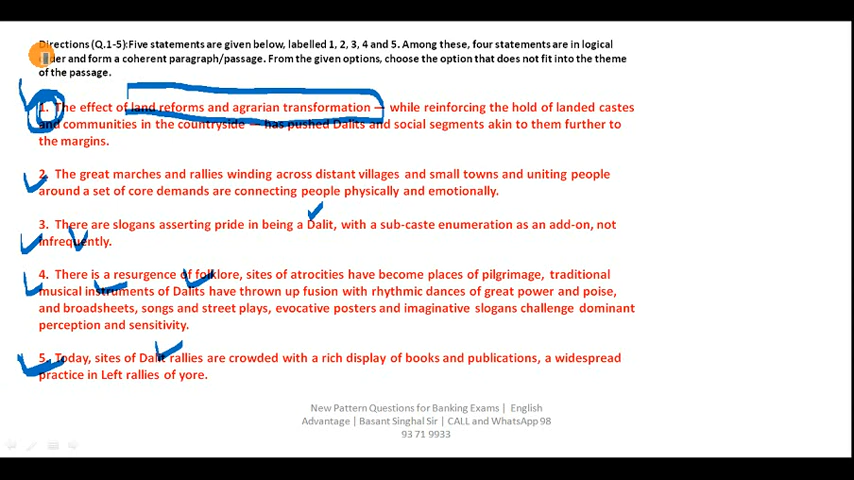 Directions (Q.1-5):Five statements are given below, labelled 1, 2, 3, 4 and 5. Among these, four statements are in logical
order and form a coherent paragraph/passage. From the given options, choose the option that does not fit into the theme
of the passage.
1. The effect of land reforms and agrarian transformation — while reinforcing the hold of landed castes
and communities in the countryside — has pushed Dalits and social segments akin to them further to
the margins.
2. The great marches and rallies winding across distant villages and small towns and uniting people
around a set of core demands are connecting people physically and emotionally.
3. There are slogans asserting pride in being a Dalit, with a sub-caste enumeration as an add-on, not
infrequently.
4. There is a resurgence of folklore, sites of atrocities have become places of pilgrimage, traditional
musical instruments of Dalits have thrown up fusion with rhythmic dances of great power and poise,
and broadsheets, songs and street plays, evocative posters and imaginative slogans challenge dominant
perception and sensitivity.
5. Today, sites of Dalit rallies are crowded with a rich display of books and publications, a widespread
practice in Left rallies of yore.
New Pattern Questions for Banking Exams | English
Advantage | Basant Singhal Sir | CALL and WhatsApp 98
93 71 9933